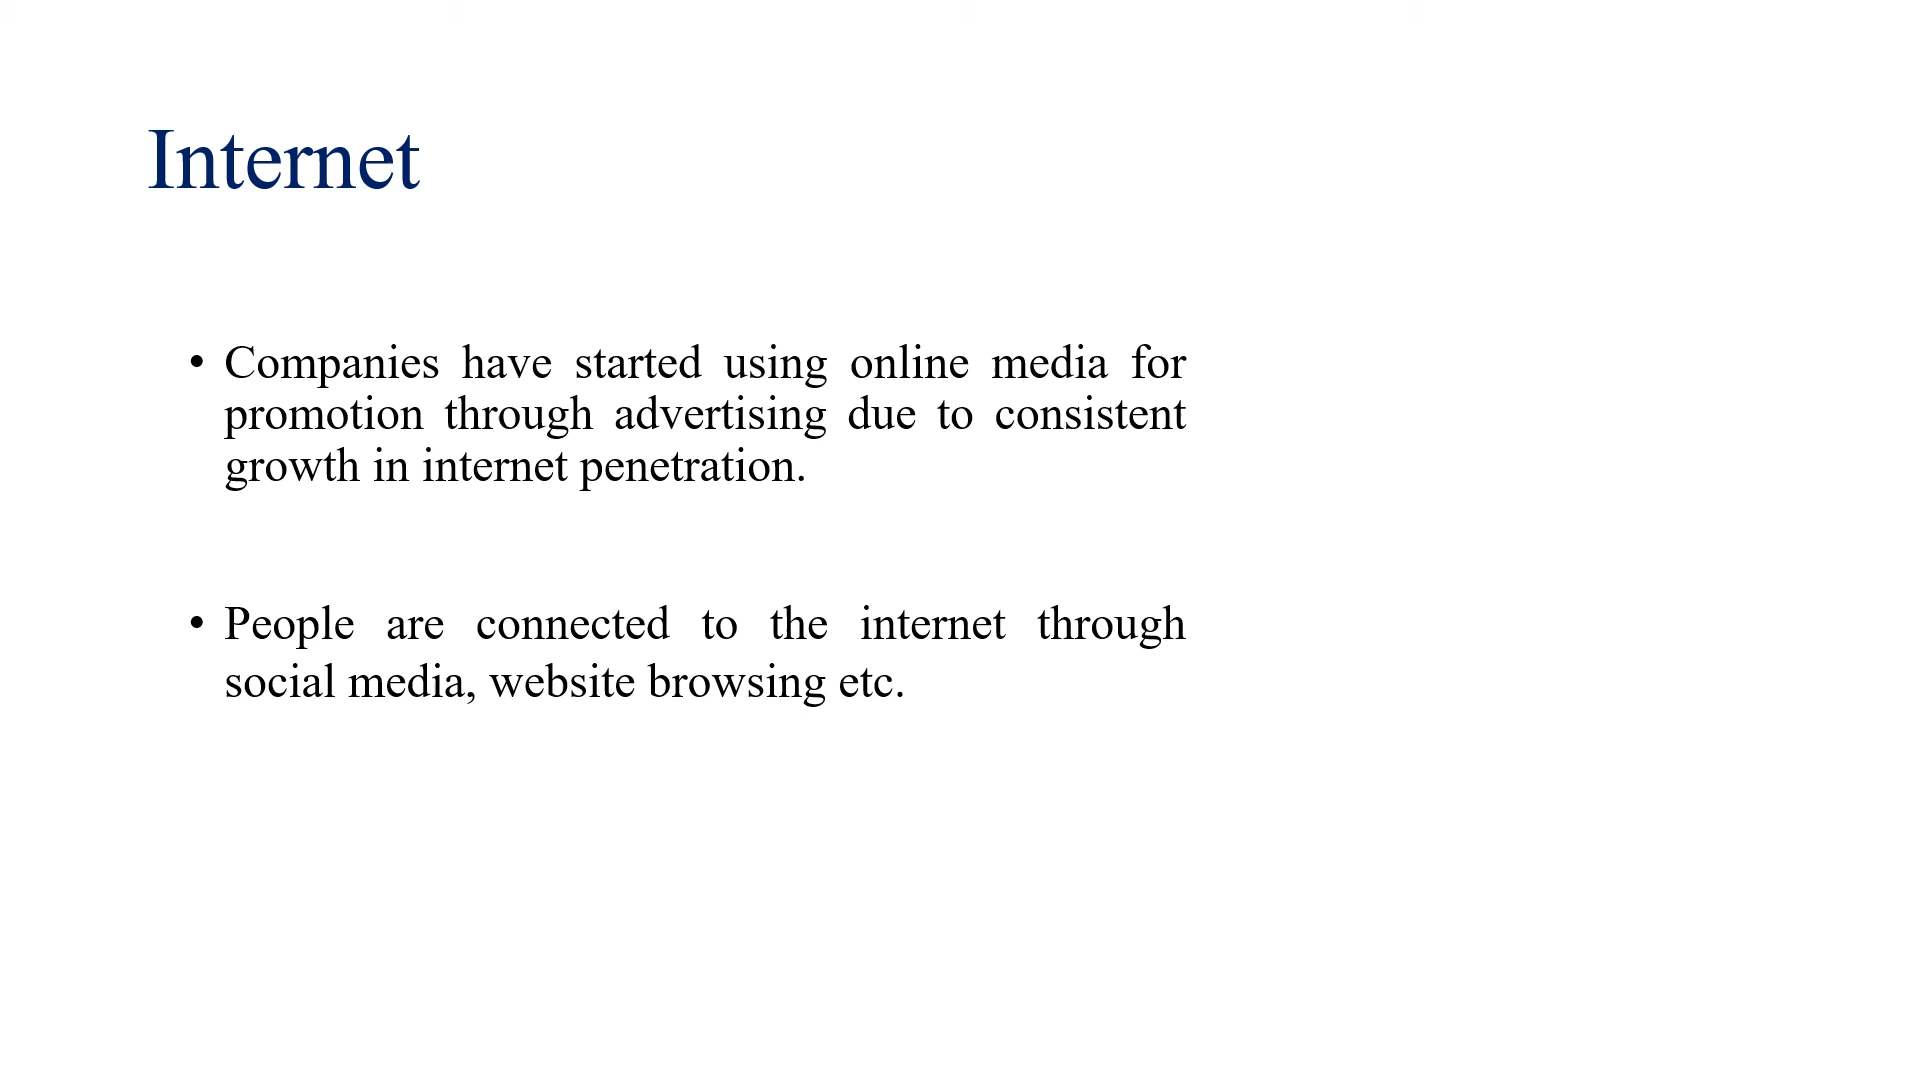 Internet
• Companies have started using online media for
promotion through advertising due to consistent
growth in internet penetration.
• People are connected to the internet through
social media, website browsing etc.